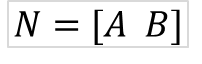 N = [A B]